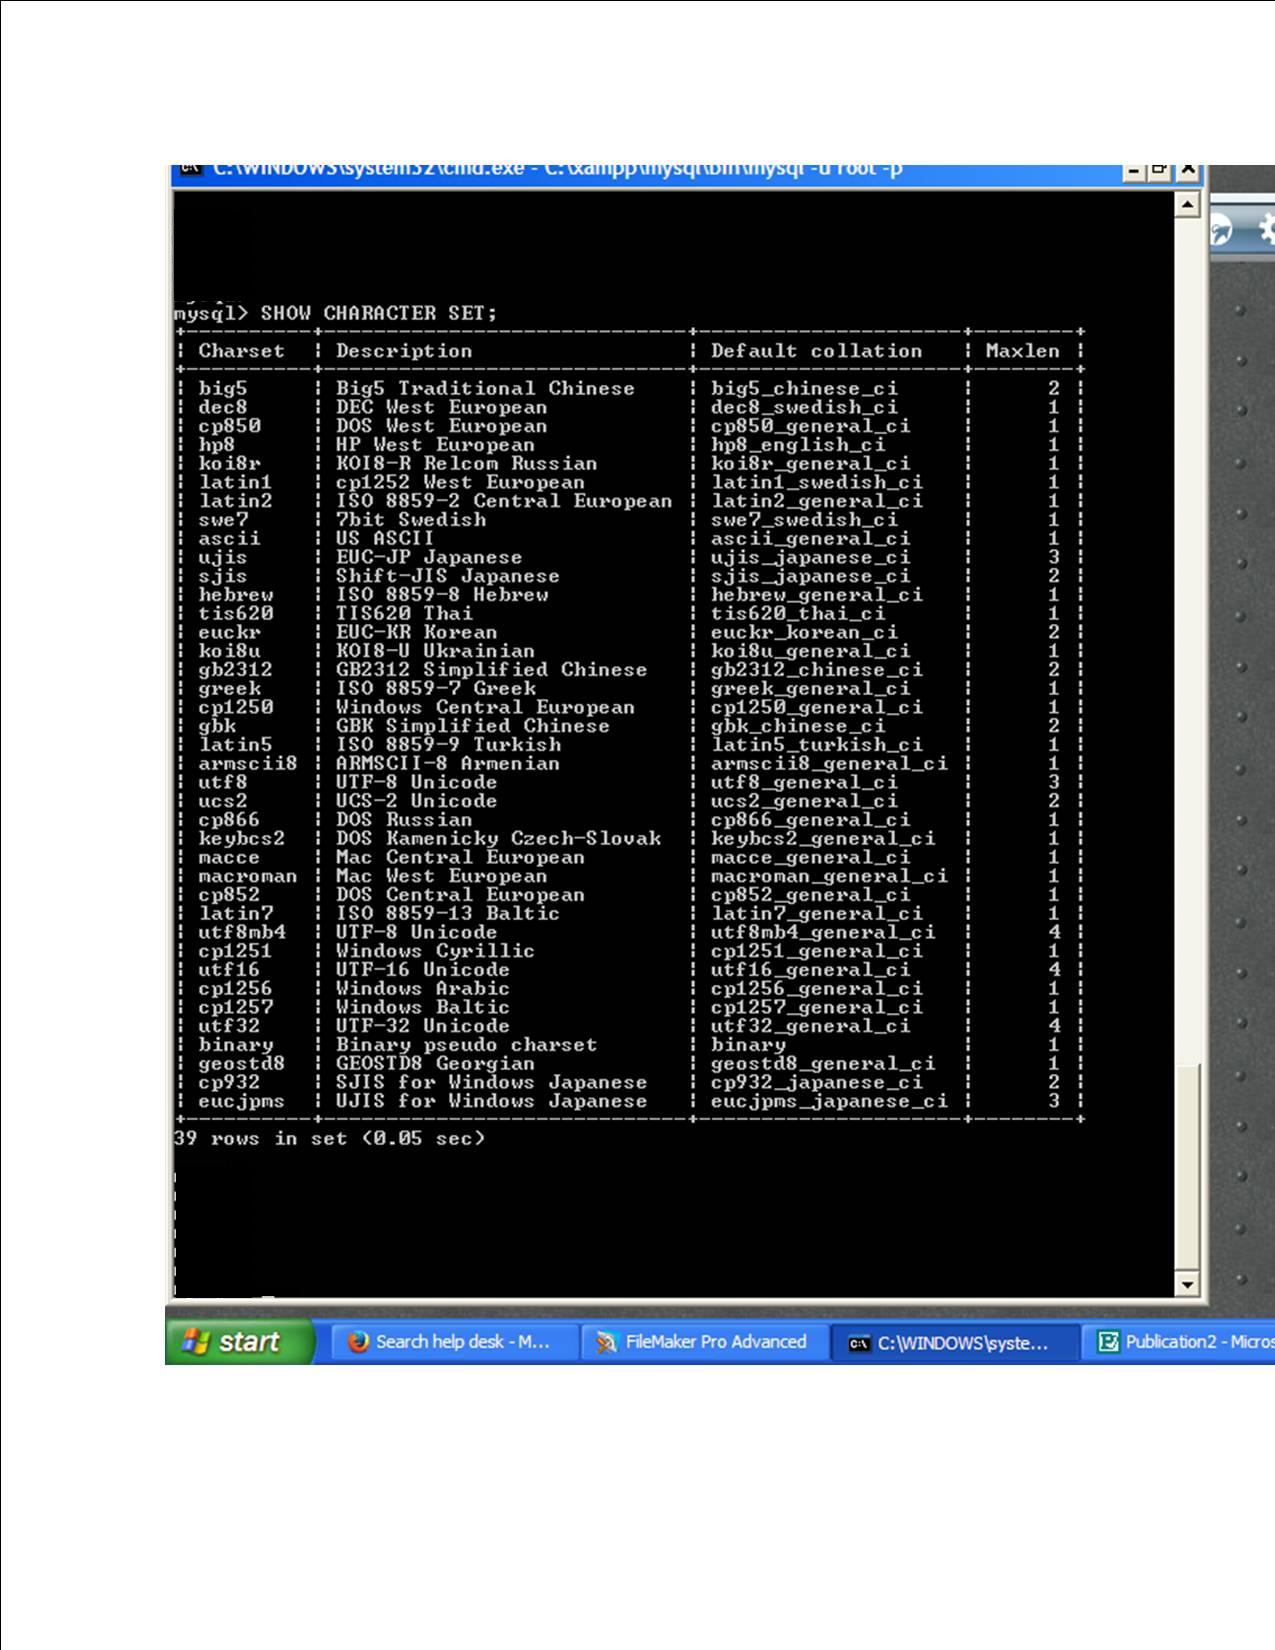 C:\WINDOWS\system32\cmd.exe - C:\xampp\mysql\bin\mysql -u root -p
mysql> SHOW CHARACTER SET;
+----------+-----------------------------+---------------------+--------+
| Charset | Description | Default collation | Maxlen |
+----------+-----------------------------+---------------------+--------+
| big5 | Big5 Traditional Chinese | big5_chinese_ci | 2 |
| dec8 | DEC West European | dec8_swedish_ci | 1 |
| cp850 | DOS West European | cp850_general_ci | 1 |
| hp8 | HP West European | hp8_english_ci | 1 |
| koi8r | KOI8-R Relcom Russian | koi8r_general_ci | 1 |
| latin1 | cp1252 West European | latin1_swedish_ci | 1 |
| latin2 | ISO 8859-2 Central European | latin2_general_ci | 1 |
| swe7 | 7bit Swedish | swe7_swedish_ci | 1 |
| ascii | US ASCII | ascii_general_ci | 1 |
| ujis | EUC-JP Japanese | ujis_japanese_ci | 3 |
| sjis | Shift-JIS Japanese | sjis_japanese_ci | 2 |
| hebrew | ISO 8859-8 Hebrew | hebrew_general_ci | 1 |
| tis620 | TIS620 Thai | tis620_thai_ci | 1 |
| euckr | EUC-KR Korean | euckr_korean_ci | 2 |
| koi8u | KOI8-U Ukrainian | koi8u_general_ci | 1 |
| gb2312 | GB2312 Simplified Chinese | gb2312_chinese_ci | 2 |
| greek | ISO 8859-7 Greek | greek_general_ci | 1 |
| cp1250 | Windows Central European | cp1250_general_ci | 1 |
| gbk | GBK Simplified Chinese | gbk_chinese_ci | 2 |
| latin5 | ISO 8859-9 Turkish | latin5_turkish_ci | 1 |
| armscii8 | ARMSCII-8 Armenian | armscii8_general_ci | 1 |
| utf8 | UTF-8 Unicode | utf8_general_ci | 3 |
| ucs2 | UCS-2 Unicode | ucs2_general_ci | 2 |
| cp866 | DOS Russian | cp866_general_ci | 1 |
| keybcs2 | DOS Kamenicky Czech-Slovak | keybcs2_general_ci | 1 |
| macce | Mac Central European | macce_general_ci | 1 |
| macroman | Mac West European | macroman_general_ci | 1 |
| cp852 | DOS Central European | cp852_general_ci | 1 |
| latin7 | ISO 8859-13 Baltic | latin7_general_ci | 1 |
| utf8mb4 | UTF-8 Unicode | utf8mb4_general_ci | 4 |
| cp1251 | Windows Cyrillic | cp1251_general_ci | 1 |
| utf16 | UTF-16 Unicode | utf16_general_ci | 4 |
| cp1256 | Windows Arabic | cp1256_general_ci | 1 |
| cp1257 | Windows Baltic | cp1257_general_ci | 1 |
| utf32 | UTF-32 Unicode | utf32_general_ci | 4 |
| binary | Binary pseudo charset | binary | 1 |
| geostd8 | GEOSTD8 Georgian | geostd8_general_ci | 1 |
| cp932 | SJIS for Windows Japanese | cp932_japanese_ci | 2 |
| eucjpms | UJIS for Windows Japanese | eucjpms_japanese_ci | 3 |
+----------+-----------------------------+---------------------+--------+
39 rows in set (0.05 sec)
start Search help desk - M... FileMaker Pro Advanced C:\WINDOWS\syste... Publication2 - Micros